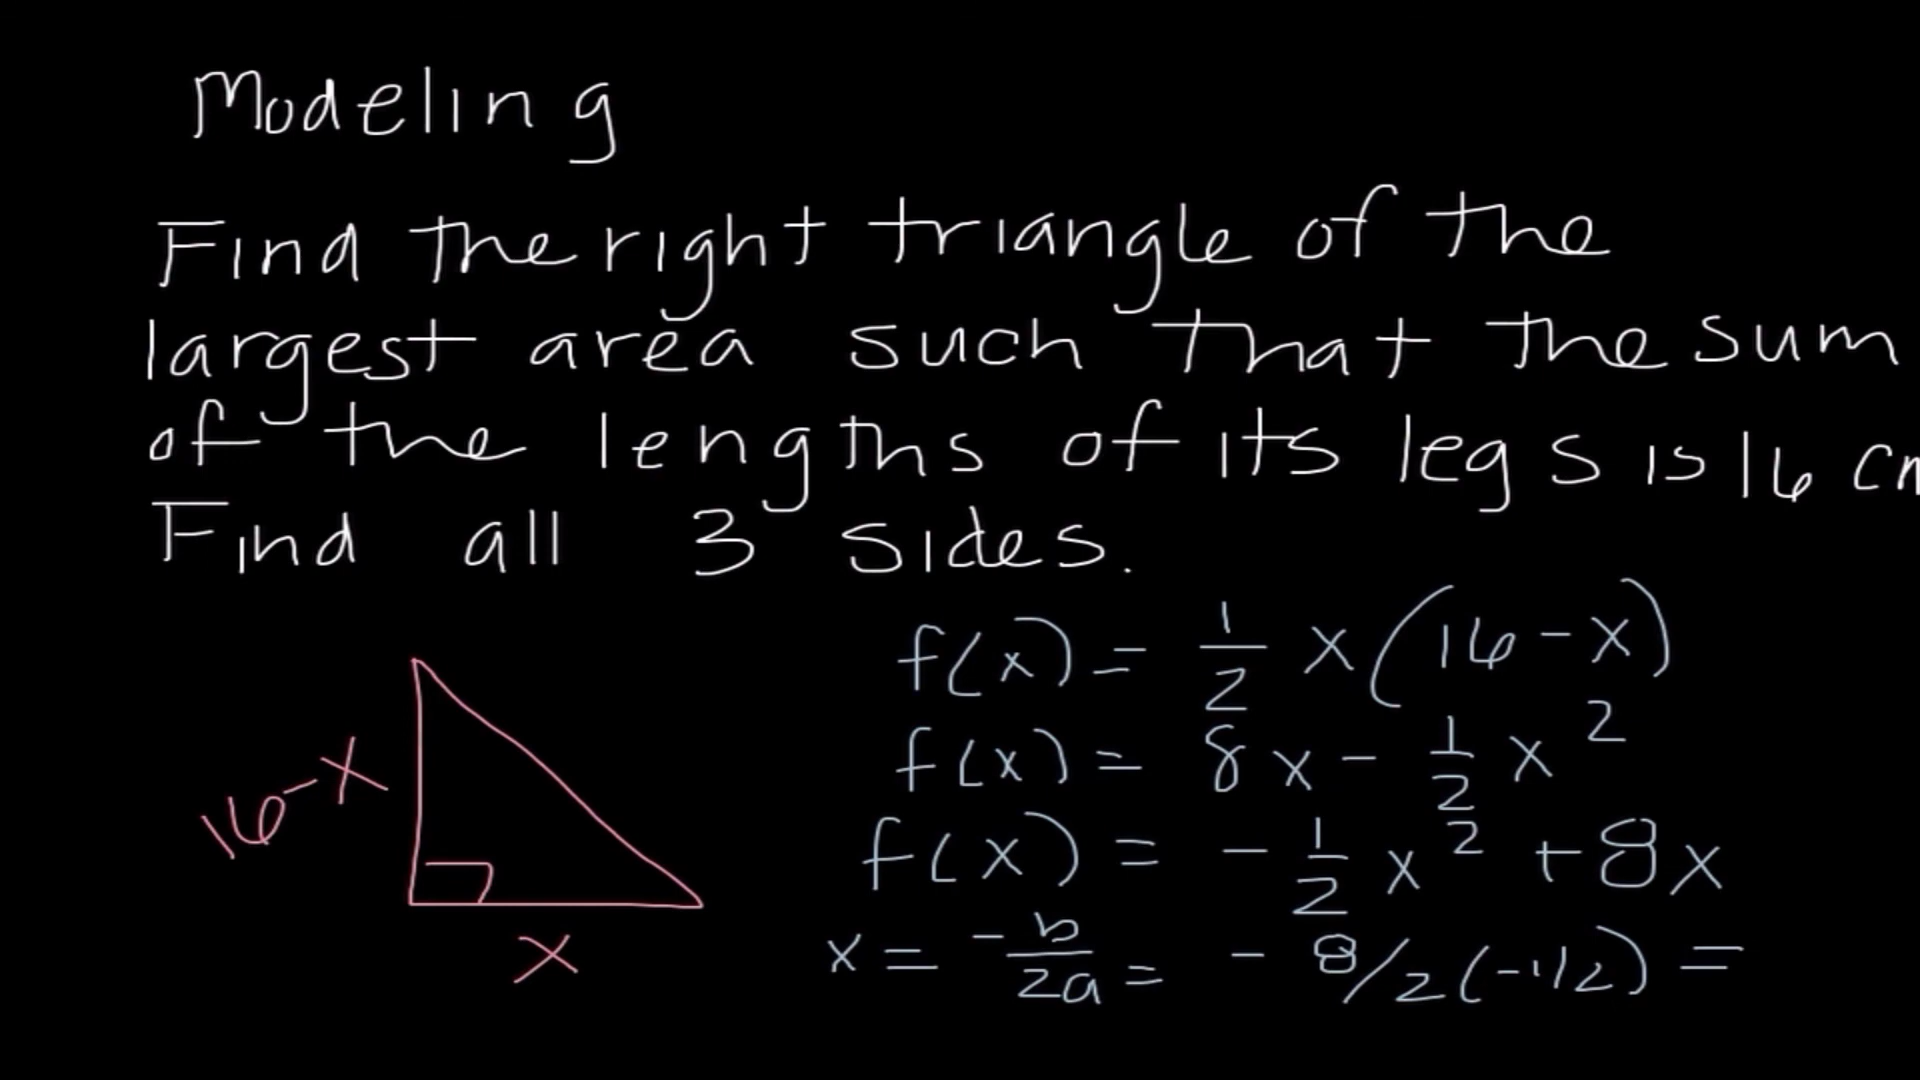 Modeling
Find the right triangle of the
largest area such that the sum
of the lengths of its legs is 16 cm
Find all 3 sides.
f(x) = 1/2 x(16-x)
f(x) = 8x - 1/2 x²
16-x
f(x) = - 1/2 x² + 8x
x
x = -b/2a = - 8/2(-1/2) =